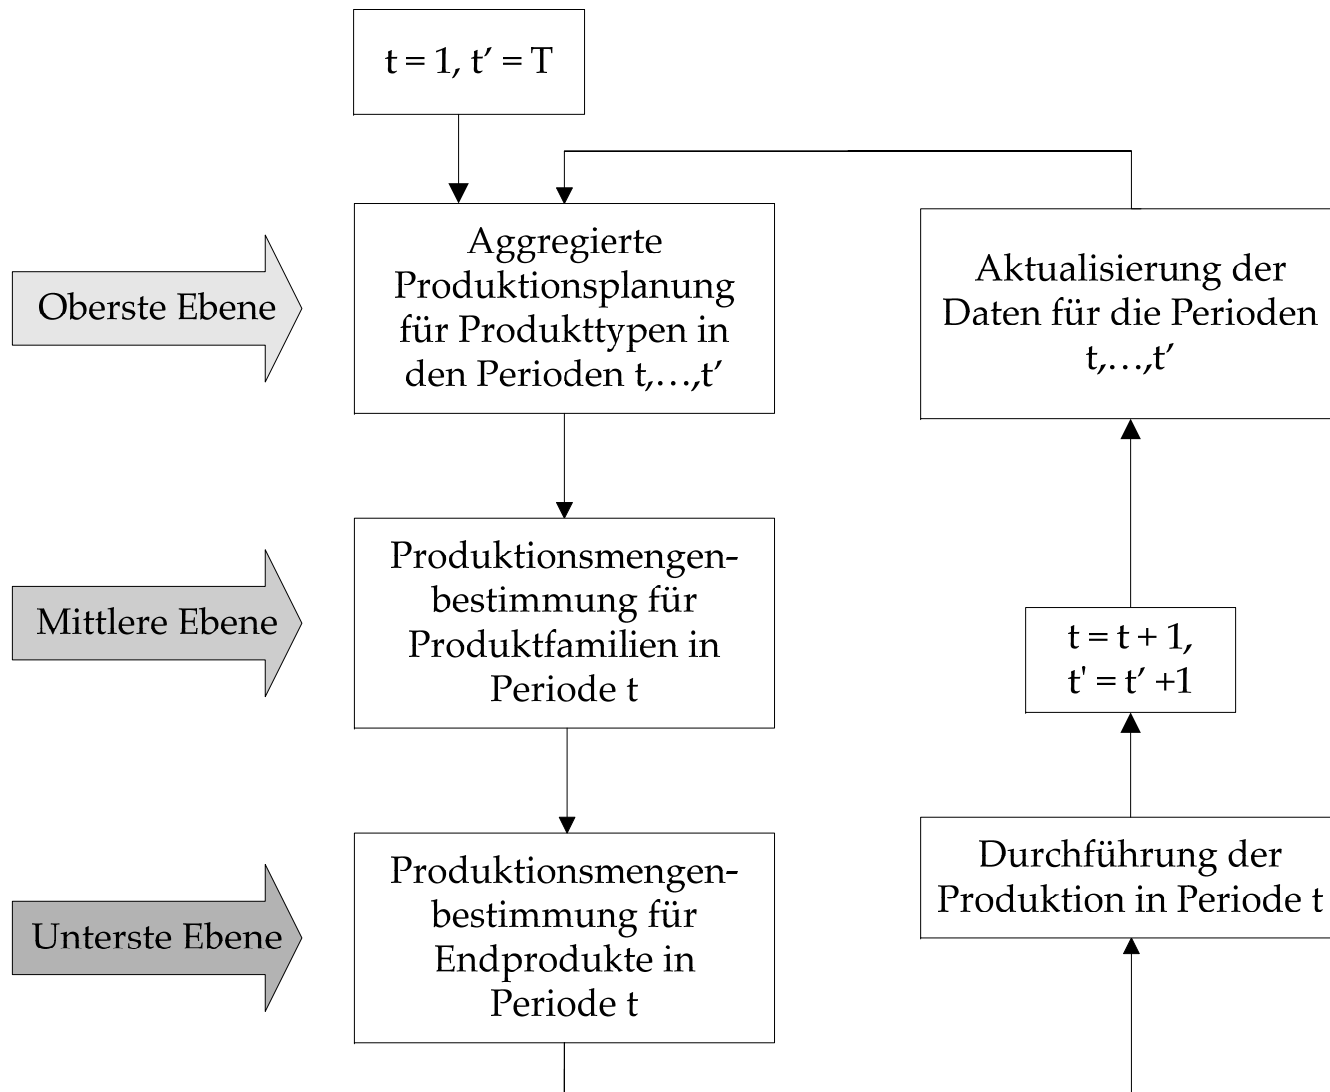 t = 1, t’ = T
Oberste Ebene
Aggregierte
Produktionsplanung
für Produkttypen in
den Perioden t,…,t’
Aktualisierung der
Daten für die Perioden
t,…,t’
Mittlere Ebene
Produktionsmengen-
bestimmung für
Produktfamilien in
Periode t
t = t + 1,
t' = t’ +1
Unterste Ebene
Produktionsmengen-
bestimmung für
Endprodukte in
Periode t
Durchführung der
Produktion in Periode t